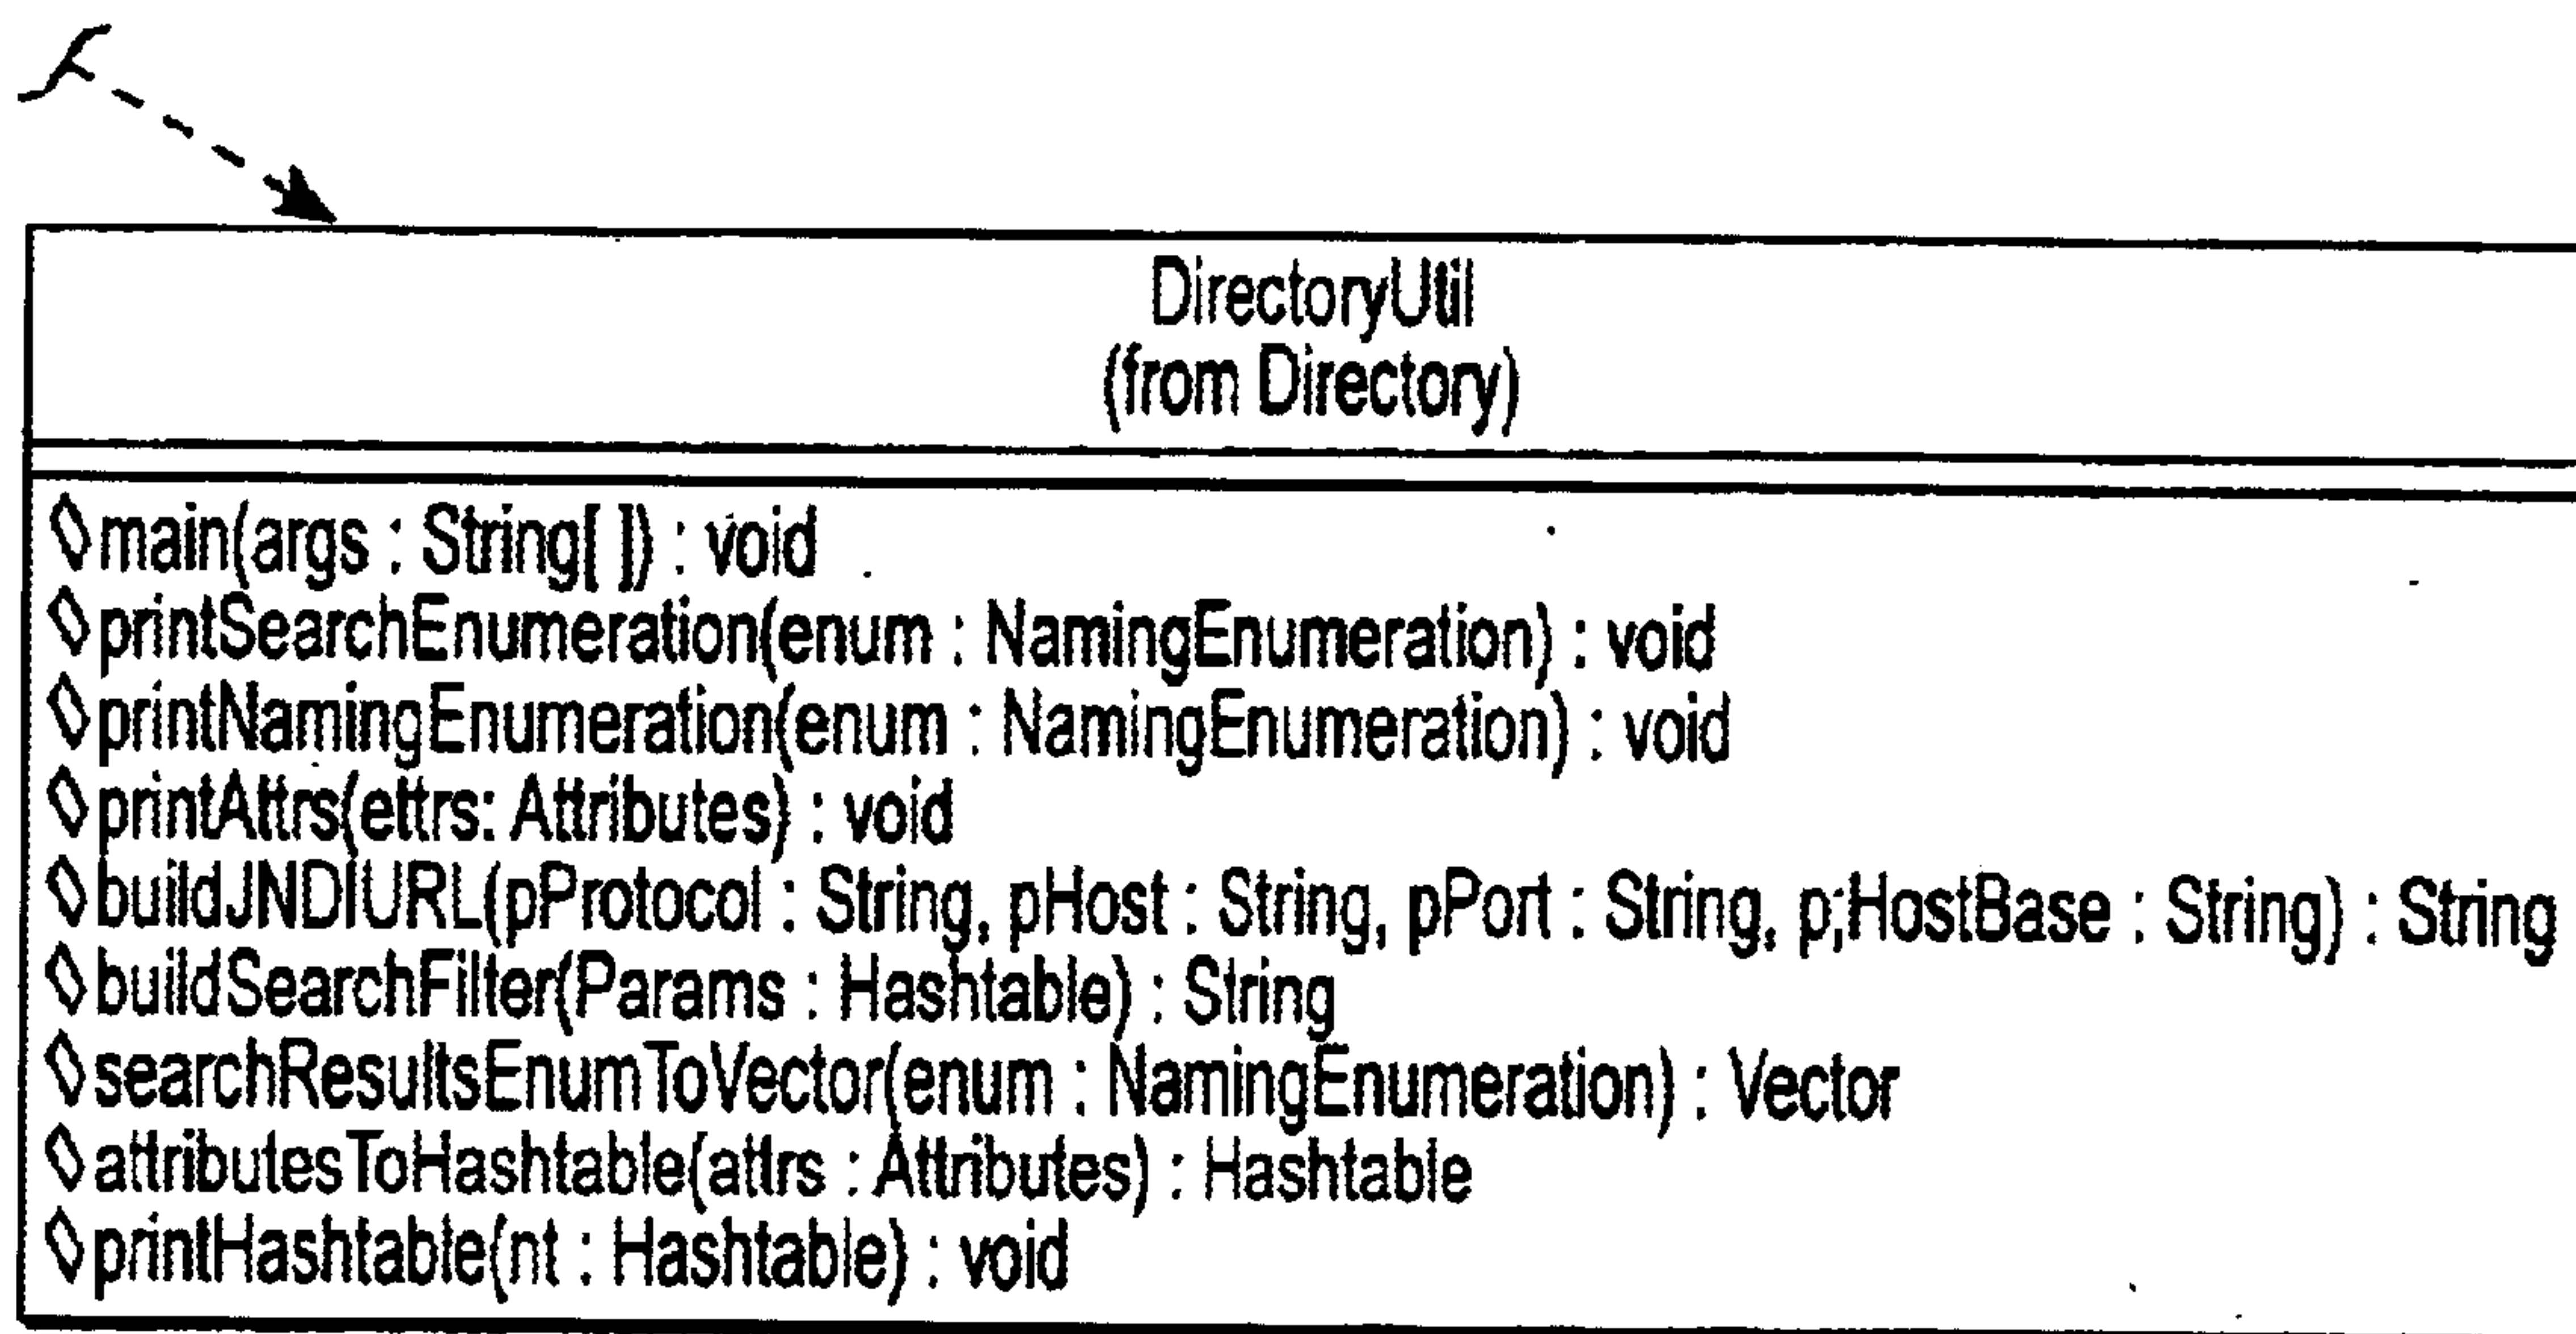 DirectoryUtil
(from Directory)
main(args : String[ ]) : void
printSearchEnumeration(enum : NamingEnumeration) : void
printNamingEnumeration(enum : NamingEnumeration) : void
printAttrs(ettrs: Attributes) : void
buildJNDIURL(pProtocol : String, pHost : String, pPort : String, p;HostBase : String) : String
buildSearchFilter(Params : Hashtable) : String
searchResultsEnumToVector(enum : NamingEnumeration) : Vector
attributesToHashtable(attrs : Attributes) : Hashtable
printHashtable(nt : Hashtable) : void